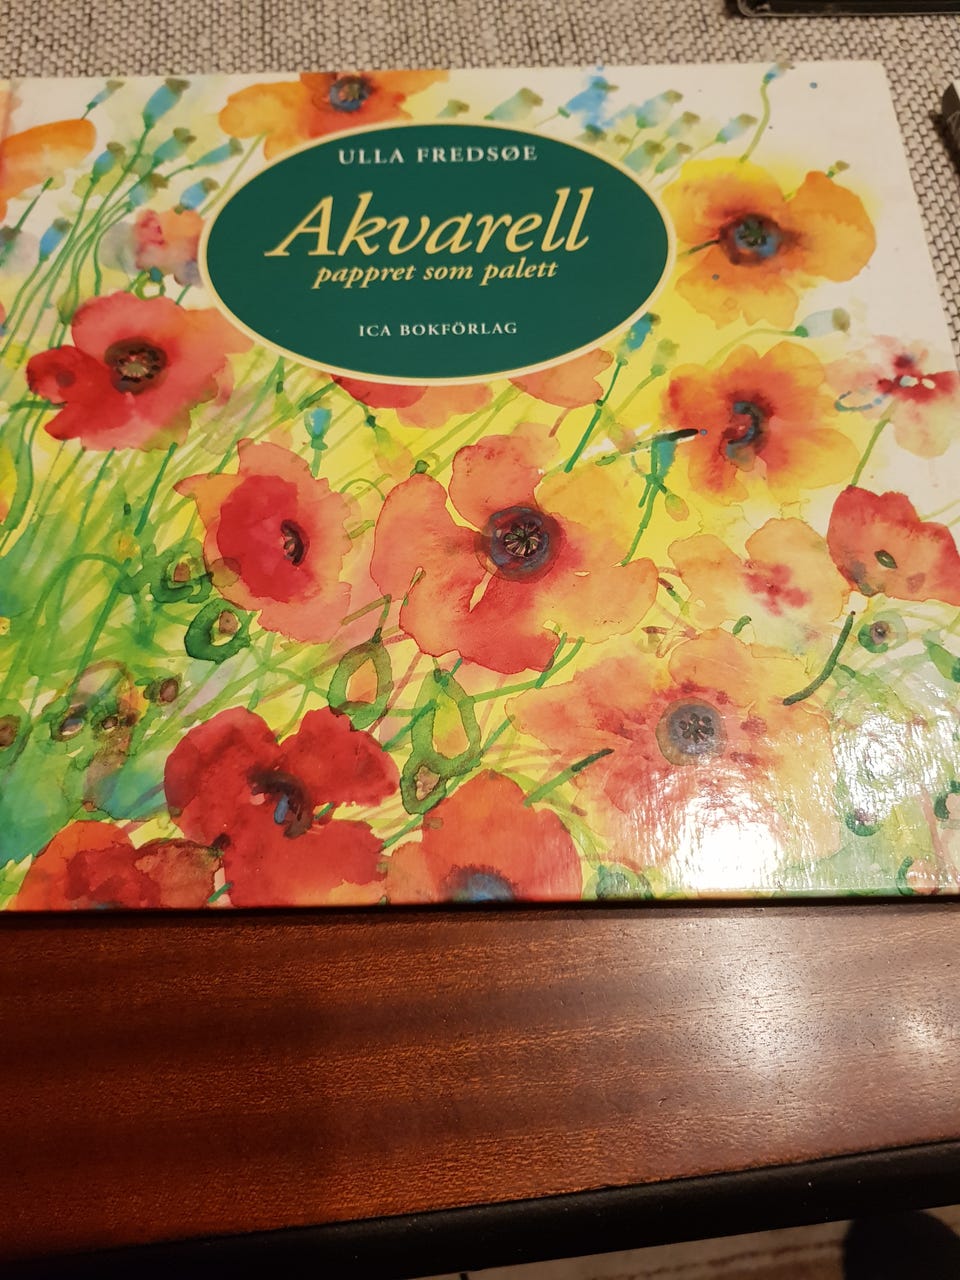 ULLA FREDSØE
Akvarell
pappret som palett
ICA BOKFÖRLAG